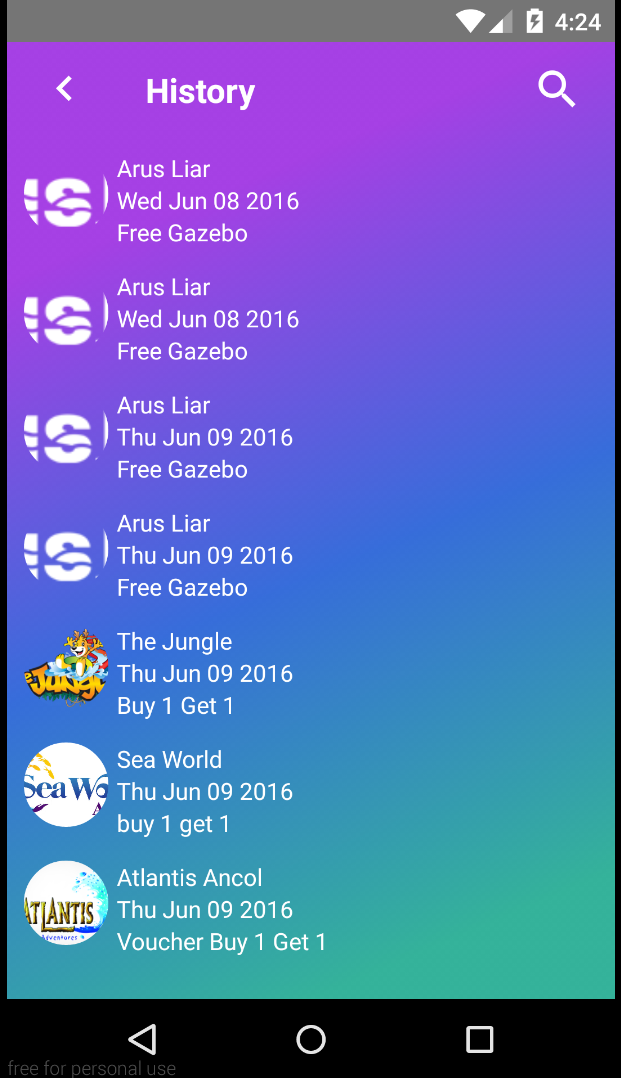 4:24
History
Arus Liar
Wed Jun 08 2016
Free Gazebo
Arus Liar
Wed Jun 08 2016
Free Gazebo
Arus Liar
Thu Jun 09 2016
Free Gazebo
Arus Liar
Thu Jun 09 2016
Free Gazebo
The Jungle
Thu Jun 09 2016
Buy 1 Get 1
Sea World
Thu Jun 09 2016
buy 1 get 1
Atlantis Ancol
Thu Jun 09 2016
Voucher Buy 1 Get 1
ATLANTIS
Adventures
free for personal use